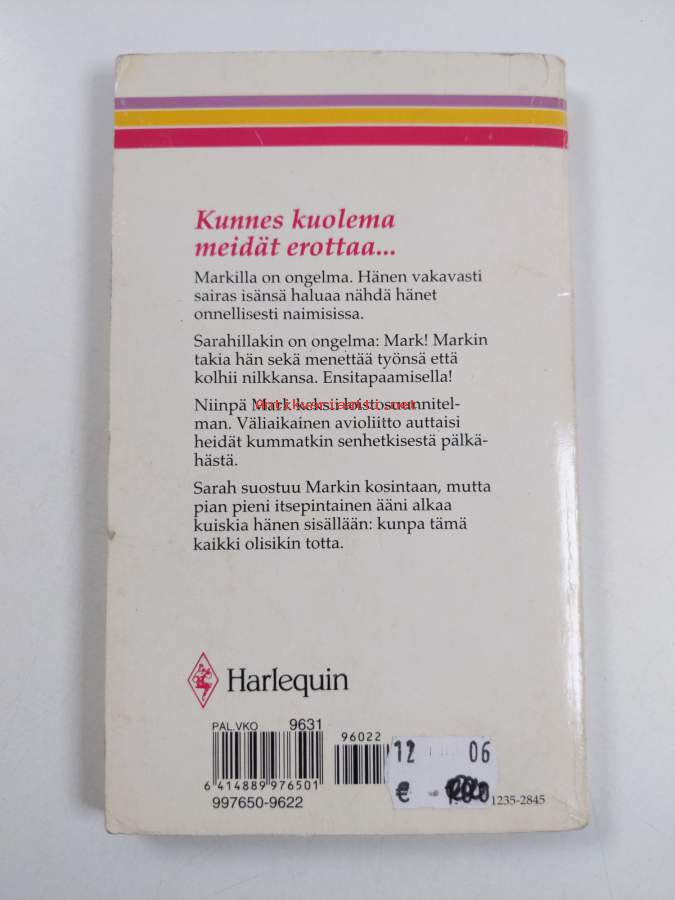 Kunnes kuolema
meidät erottaa...
Markilla on ongelma. Hänen vakavasti
sairas isänsä haluaa nähdä hänet
onnellisesti naimisissa.
Sarahillakin on ongelma: Mark! Markin
takia hän sekä menettää työnsä että
kolhii nilkkansa. Ensitapaamisella!
Niinpä Mark keksii loistosuunnitel-
man. Väliaikainen avioliitto auttaisi
heidät kummatkin senhetkisestä pälkä-
hästä.
Sarah suostuu Markin kosintaan, mutta
pian pieni itsepintainen ääni alkaa
kuiskia hänen sisällään: kunpa tämä
kaikki olisikin totta.
Harlequin
PAL.VKO 9631
96022
12 06
€ -
6 414889 976501
997650-9622
1235-2845